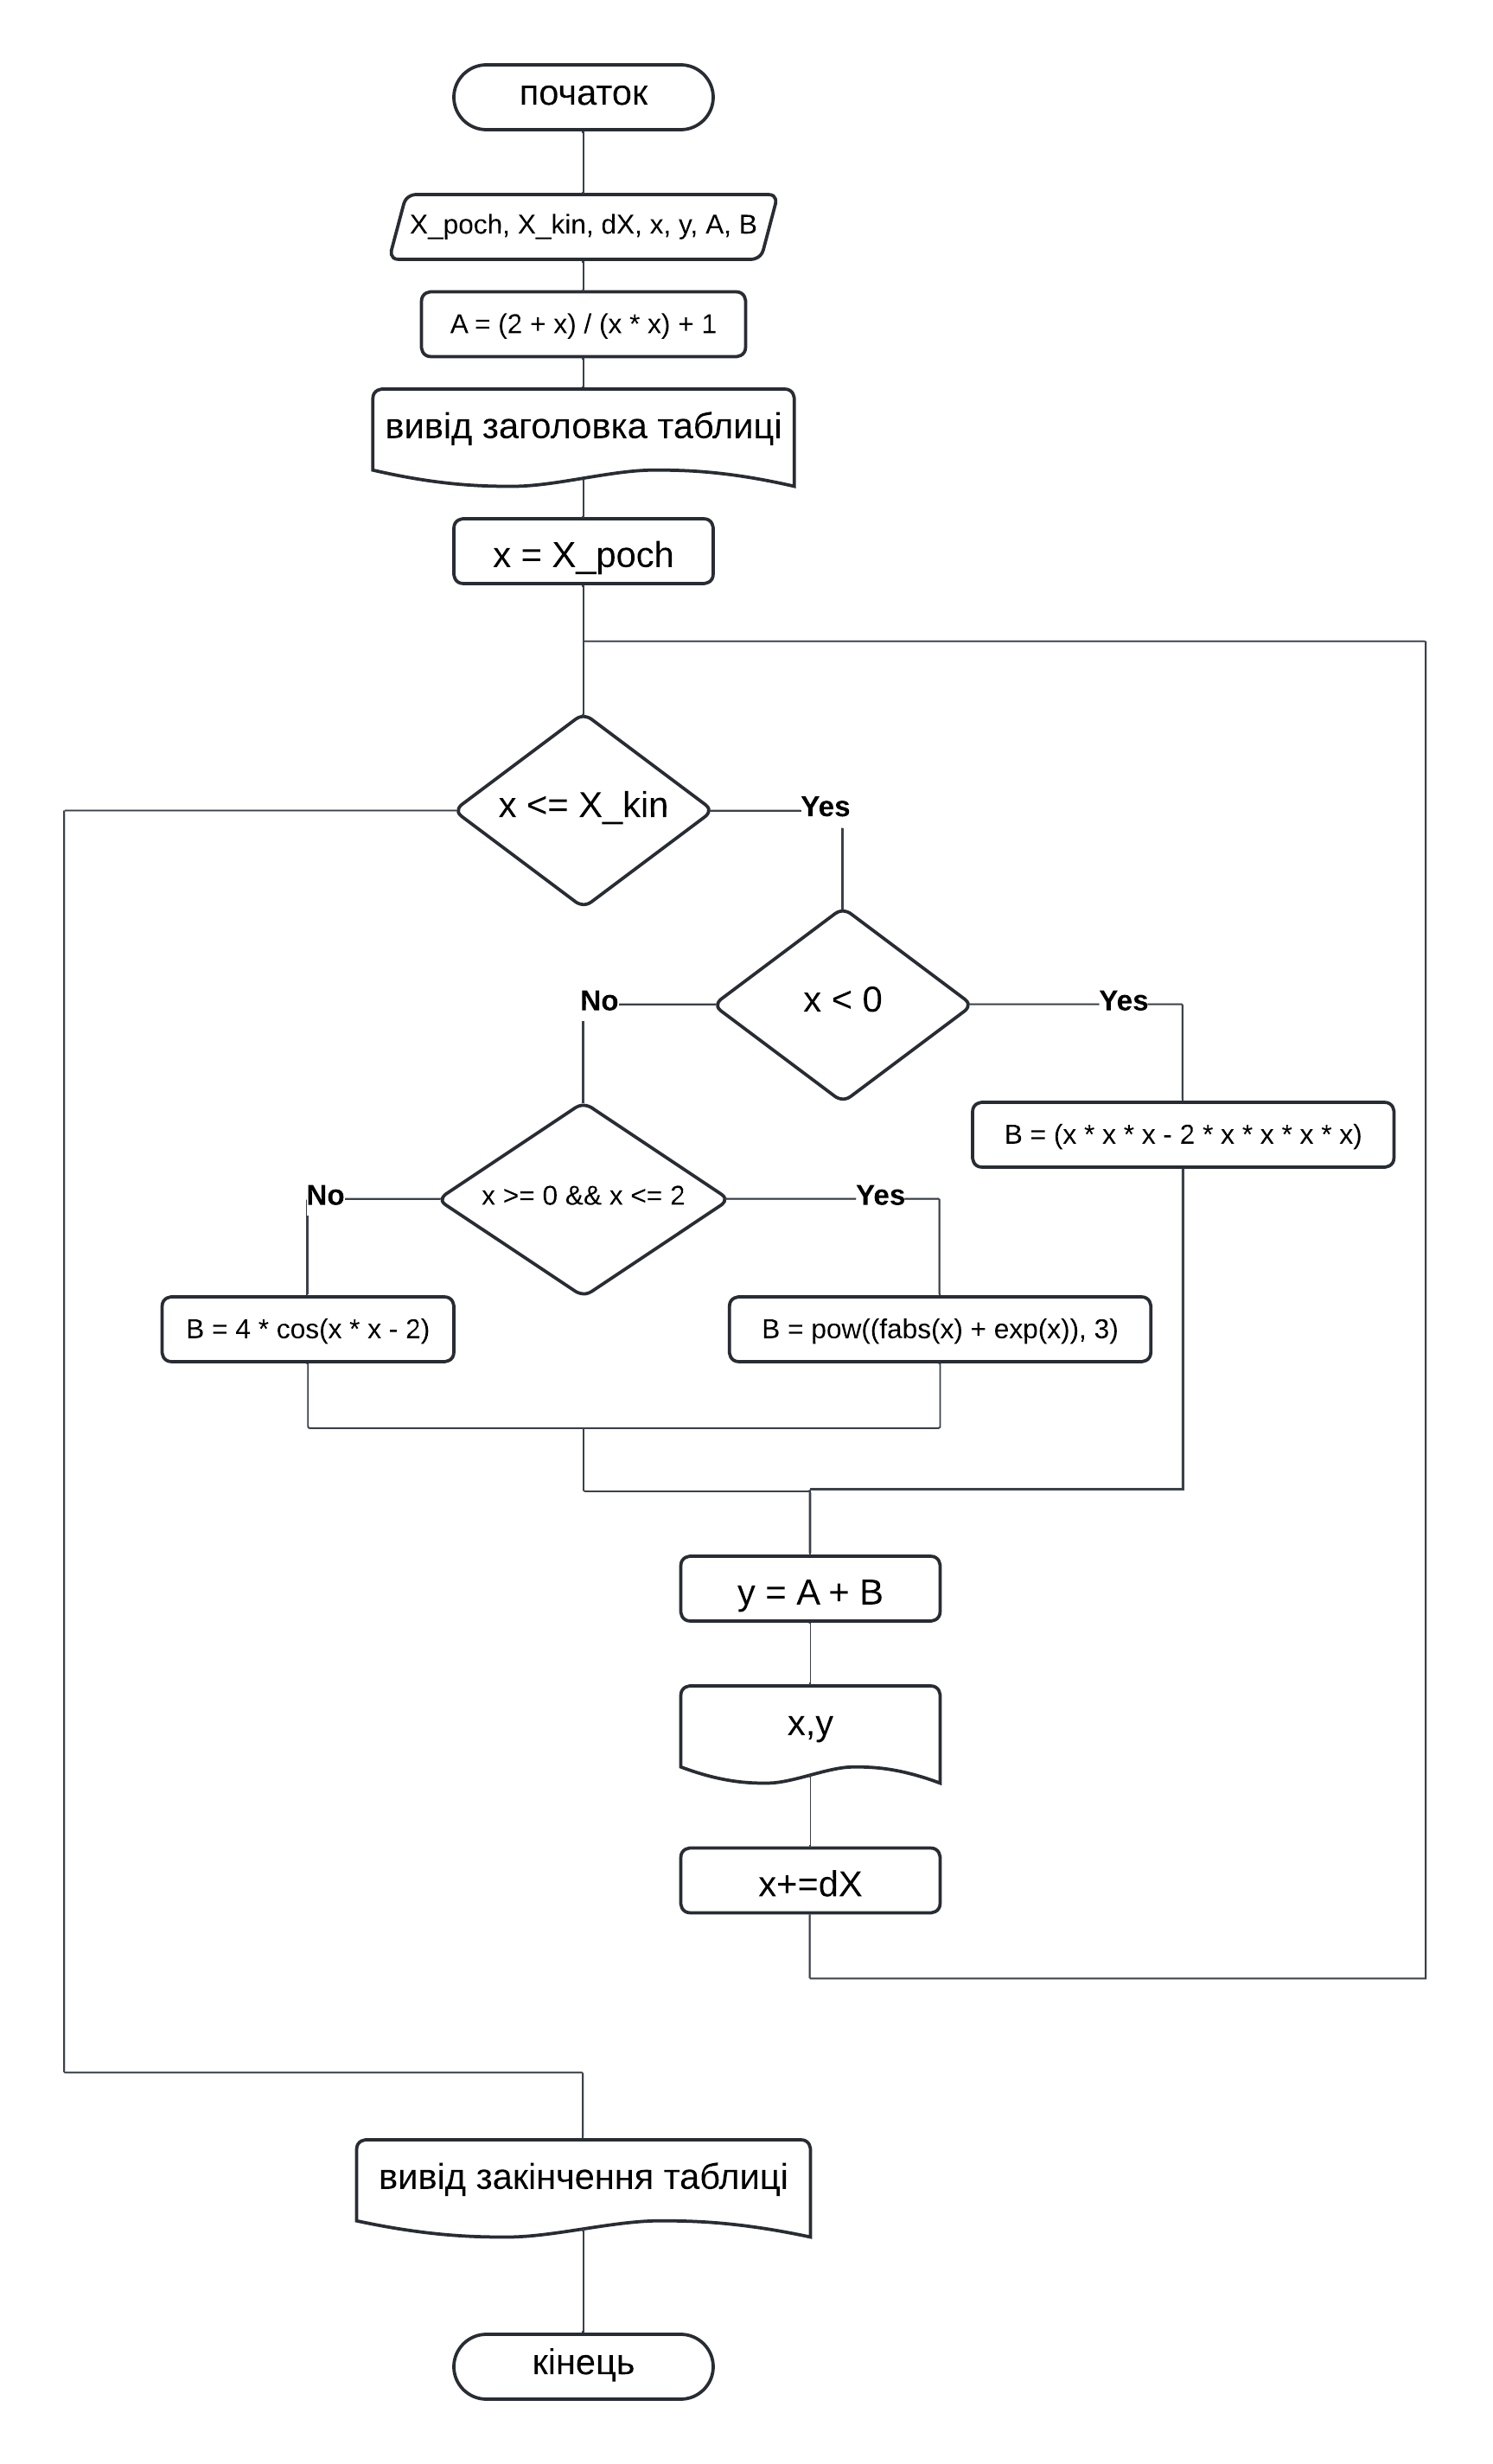 початок
X_poch, X_kin, dX, x, y, A, B
A = (2 + x) / (x * x) + 1
вивід заголовка таблиці
x = X_poch
x <= X_kin
Yes
x < 0
No
Yes
B = (x * x * x - 2 * x * x * x * x)
x >= 0 && x <= 2
No
Yes
B = 4 * cos(x * x - 2)
B = pow((fabs(x) + exp(x)), 3)
y = A + B
x,y
x+=dX
вивід закінчення таблиці
кінець